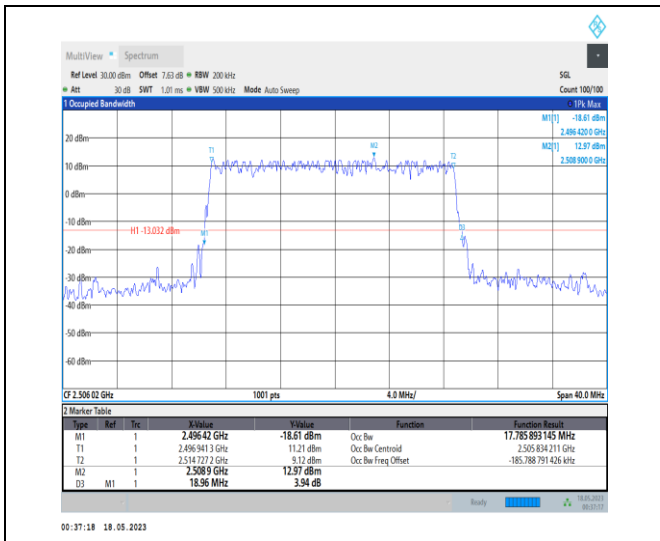 MultiView Spectrum
Ref Level 30.00 dBm Offset 7.63 dB RBW 200 kHz SGL
Att 30 dB SWT 1.01 ms VBW 500 kHz Mode Auto Sweep Count 100/100
1 Occupied Bandwidth 1Pk Max
M1[1] -18.61 dBm
2.496 420 0 GHz
M2[1] 12.97 dBm
2.508 900 0 GHz
20 dBm
T1 M2 T2
10 dBm
0 dBm
-10 dBm
H1 -13.032 dBm
M1 D3
-20 dBm
-30 dBm
-40 dBm
-50 dBm
-60 dBm
CF 2.506 02 GHz 1001 pts 4.0 MHz/ Span 40.0 MHz
2 Marker Table
Type Ref Trc X-Value Y-Value Function Function Result
M1 1 2.496 42 GHz -18.61 dBm Occ Bw 17.785 893 145 MHz
T1 1 2.496 941 3 GHz 11.21 dBm Occ Bw Centroid 2.505 834 211 GHz
T2 1 2.514 727 2 GHz 9.12 dBm Occ Bw Freq Offset -185.788 791 426 kHz
M2 1 2.508 9 GHz 12.97 dBm
D3 M1 1 18.96 MHz 3.94 dB
Ready 18.05.2023
00:37:17
00:37:18 18.05.2023